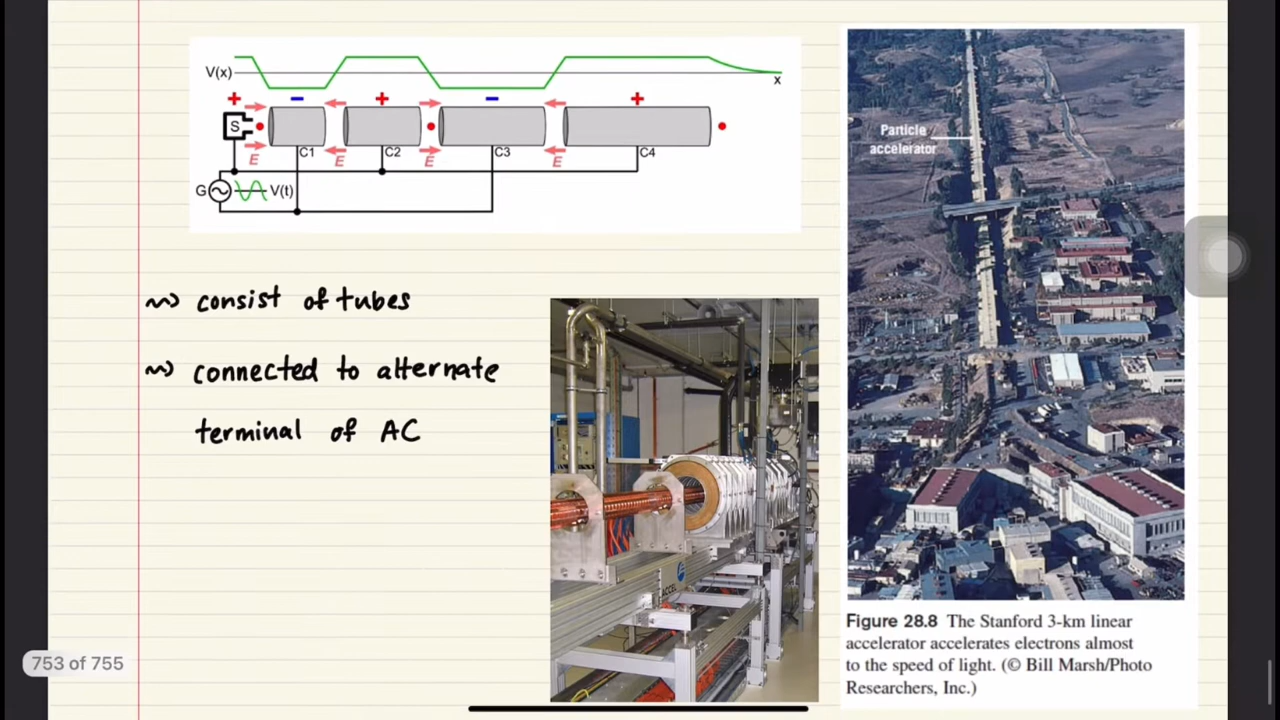 V(x)
x
+ − + − +
S
E E E E
C1 C2 C3 C4
G V(t)
Particle
accelerator
∼> consist of tubes
∼> connected to alternate
terminal of AC
ACCEL
753 of 755
Figure 28.8 The Stanford 3-km linear
accelerator accelerates electrons almost
to the speed of light. (© Bill Marsh/Photo
Researchers, Inc.)